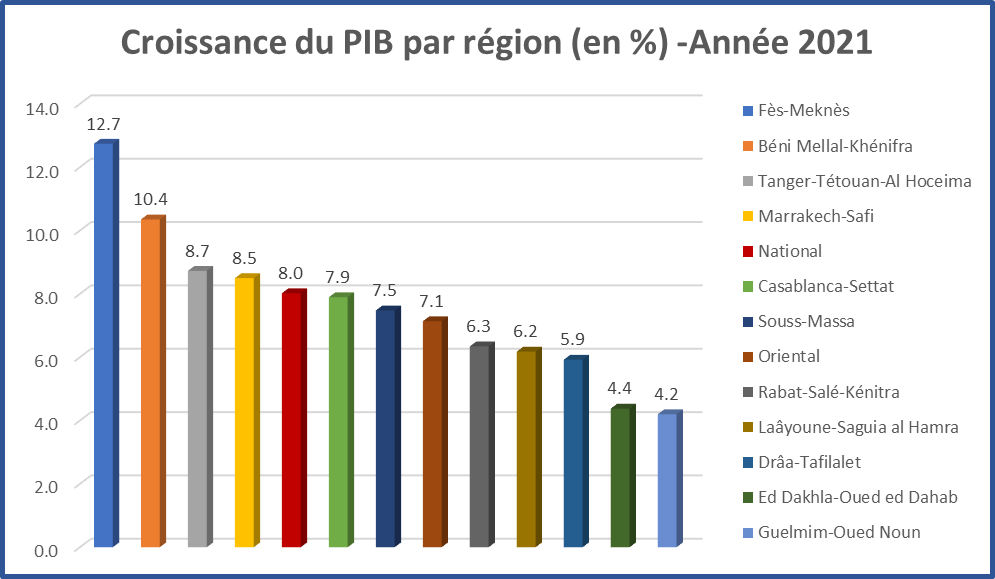 Croissance du PIB par région (en %) -Année 2021
14.0
12.0
10.0
8.0
6.0
4.0
2.0
0.0
12.7
10.4
8.7
8.5
8.0
7.9
7.5
7.1
6.3
6.2
5.9
4.4
4.2
Fès-Meknès
Béni Mellal-Khénifra
Tanger-Tétouan-Al Hoceima
Marrakech-Safi
National
Casablanca-Settat
Souss-Massa
Oriental
Rabat-Salé-Kénitra
Laâyoune-Saguia al Hamra
Drâa-Tafilalet
Ed Dakhla-Oued ed Dahab
Guelmim-Oued Noun